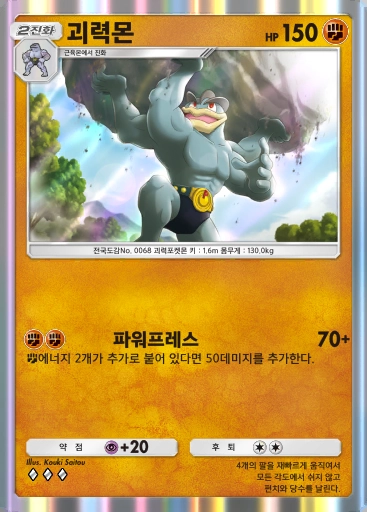 2진화 괴력몬 HP 150
근육몬에서 진화
전국도감No. 0068 괴력포켓몬 키 : 1.6m 몸무게 : 130.0kg
파워프레스 70+
에너지 2개가 추가로 붙어 있다면 50데미지를 추가한다.
약점 +20 후퇴
Illus. Kouki Saitou
4개의 팔을 재빠르게 움직여서
모든 각도에서 쉬지 않고
펀치와 당수를 날린다.